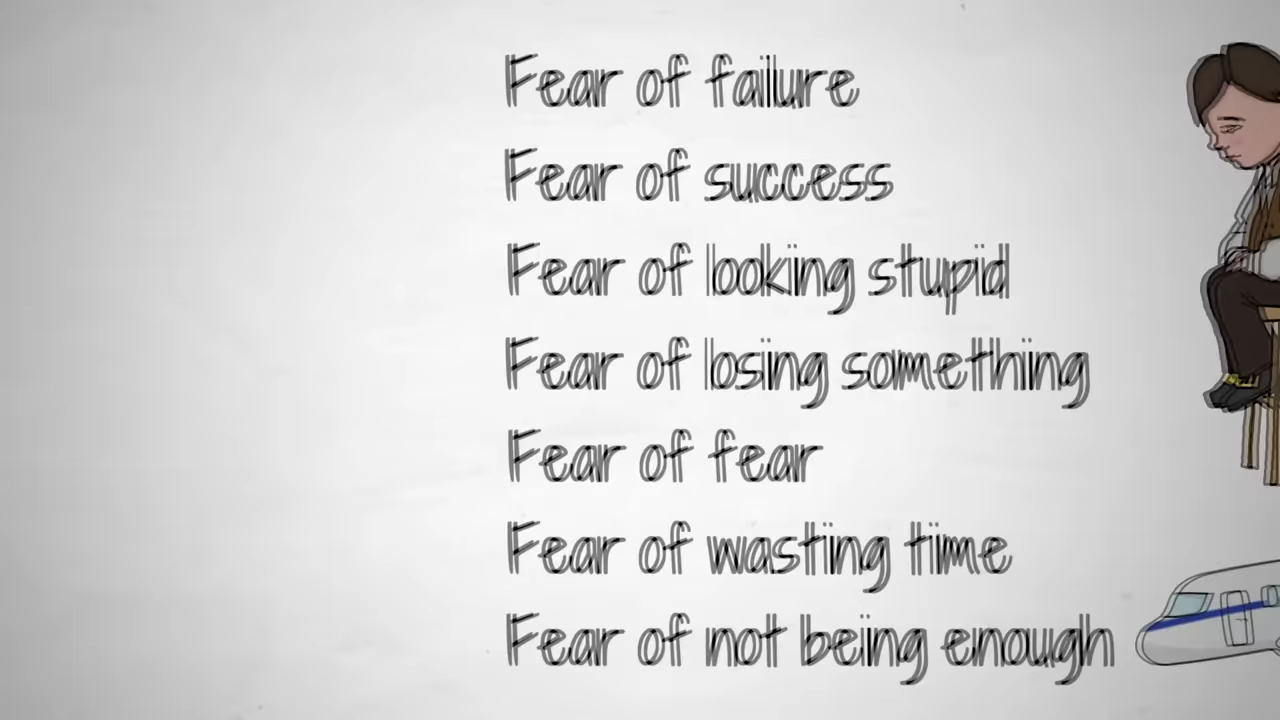 Fear of failure
Fear of success
Fear of looking stupid
Fear of losing something
Fear of fear
Fear of wasting time
Fear of not being enough